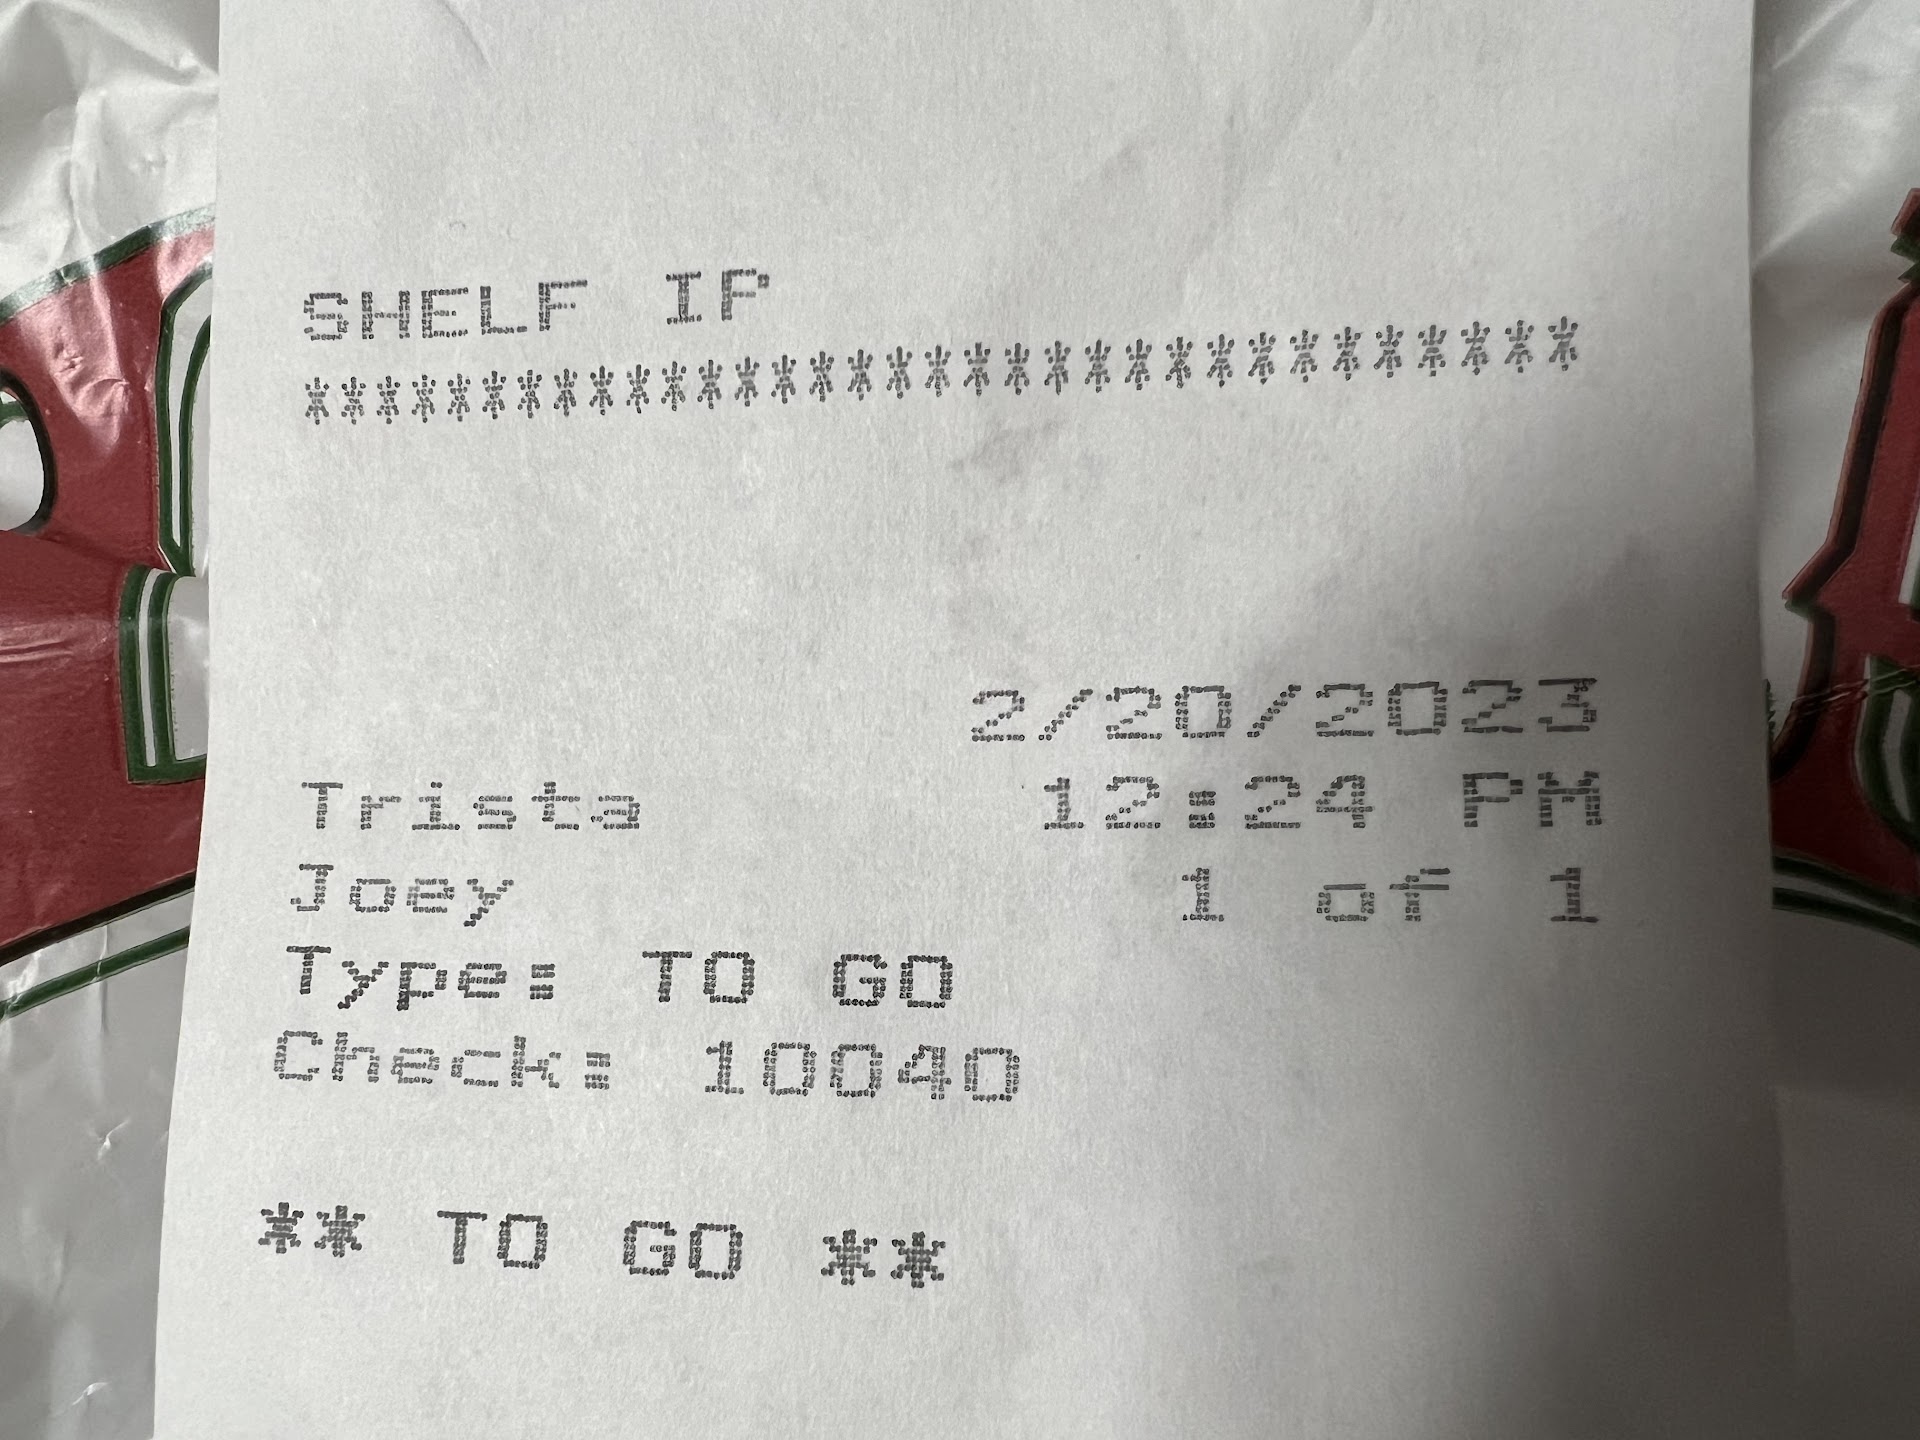 SHELF IP
*********************************
2/20/2023
Trista 12:24 PM
Joey 1 of 1
Type: TO GO
Check: 10040
** TO GO **